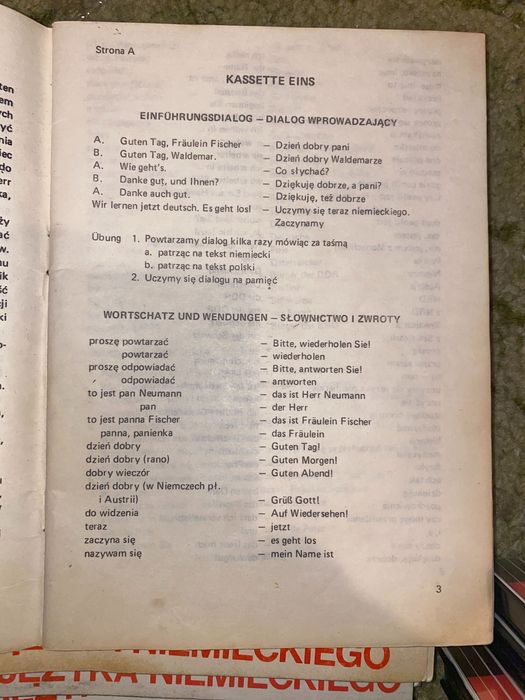 Strona A
KASSETTE EINS
EINFÜHRUNGSDIALOG – DIALOG WPROWADZAJĄCY
A. Guten Tag, Fräulein Fischer – Dzień dobry pani
B. Guten Tag, Waldemar. – Dzień dobry Waldemarze
A. Wie geht's. – Co słychać?
B. Danke gut, und Ihnen? – Dziękuję dobrze, a pani?
A. Danke auch gut. – Dziękuję, też dobrze
Wir lernen jetzt deutsch. Es geht los! – Uczymy się teraz niemieckiego.
Zaczynamy
Übung 1. Powtarzamy dialog kilka razy mówiąc za taśmą
a. patrząc na tekst niemiecki
b. patrząc na tekst polski
2. Uczymy się dialogu na pamięć
WORTSCHATZ UND WENDUNGEN – SŁOWNICTWO I ZWROTY
proszę powtarzać – Bitte, wiederholen Sie!
powtarzać – wiederholen
proszę odpowiadać – Bitte, antworten Sie!
odpowiadać – antworten
to jest pan Neumann – das ist Herr Neumann
pan – der Herr
to jest panna Fischer – das ist Fräulein Fischer
panna, panienka – das Fräulein
dzień dobry – Guten Tag!
dzień dobry (rano) – Guten Morgen!
dobry wieczór – Guten Abend!
dzień dobry (w Niemczech pł.
i Austrii) – Grüß Gott!
do widzenia – Auf Wiedersehen!
teraz – jetzt
zaczyna się – es geht los
nazywam się – mein Name ist
3
NIEMIECKIEGO
JĘZYKA NIEMIECKIEGO